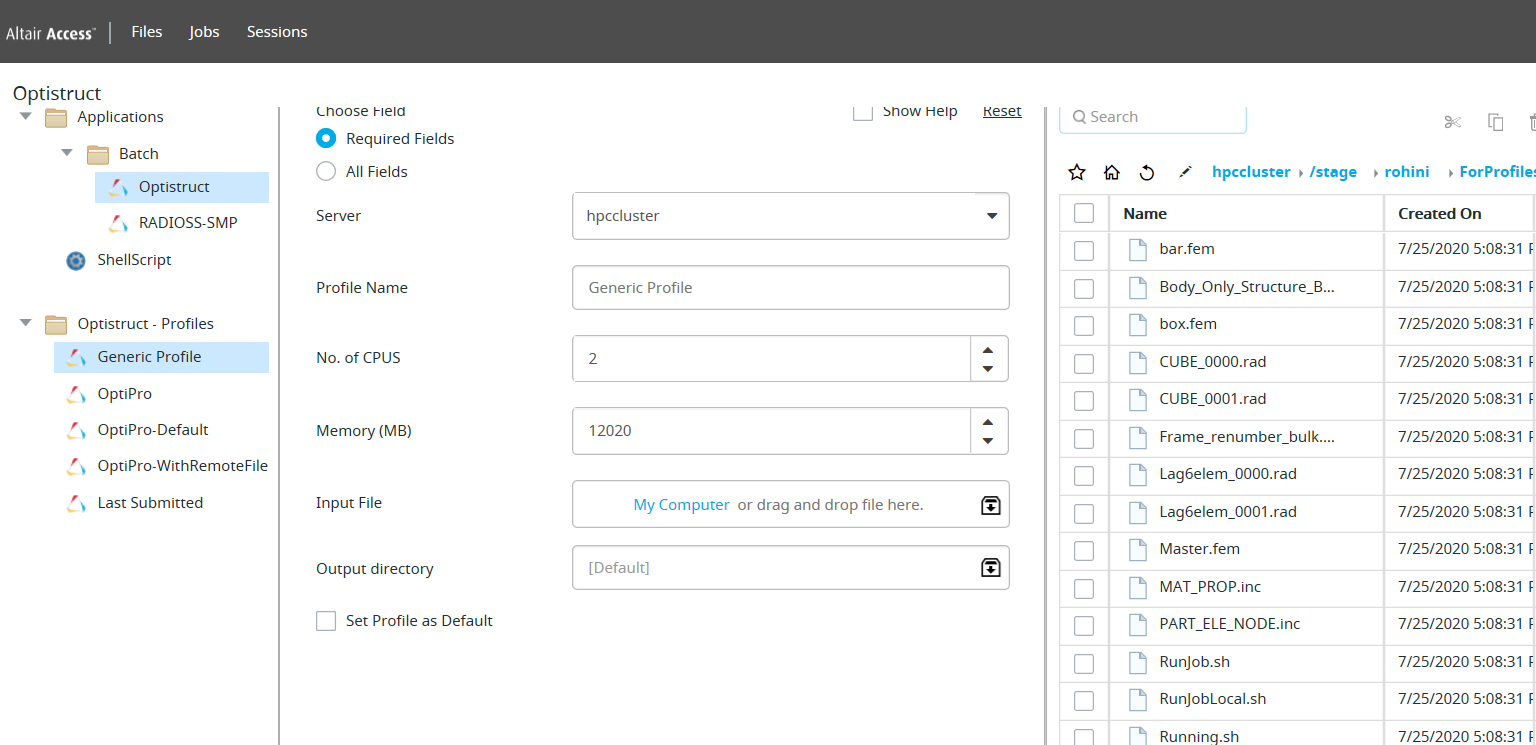 Altair Access™ Files Jobs Sessions
Optistruct
Applications
Batch
Optistruct
RADIOSS-SMP
ShellScript
Optistruct - Profiles
Generic Profile
OptiPro
OptiPro-Default
OptiPro-WithRemoteFile
Last Submitted
Choose Field
Show Help Reset
Required Fields
All Fields
Server hpccluster
Profile Name Generic Profile
No. of CPUS 2
Memory (MB) 12020
Input File My Computer or drag and drop file here.
Output directory [Default]
Set Profile as Default
Search
hpccluster /stage rohini ForProfiles
Name Created On
bar.fem 7/25/2020 5:08:31
Body_Only_Structure_B... 7/25/2020 5:08:31
box.fem 7/25/2020 5:08:31
CUBE_0000.rad 7/25/2020 5:08:31
CUBE_0001.rad 7/25/2020 5:08:31
Frame_renumber_bulk.... 7/25/2020 5:08:31
Lag6elem_0000.rad 7/25/2020 5:08:31
Lag6elem_0001.rad 7/25/2020 5:08:31
Master.fem 7/25/2020 5:08:31
MAT_PROP.inc 7/25/2020 5:08:31
PART_ELE_NODE.inc 7/25/2020 5:08:31
RunJob.sh 7/25/2020 5:08:31
RunJobLocal.sh 7/25/2020 5:08:31
Running.sh 7/25/2020 5:08:31